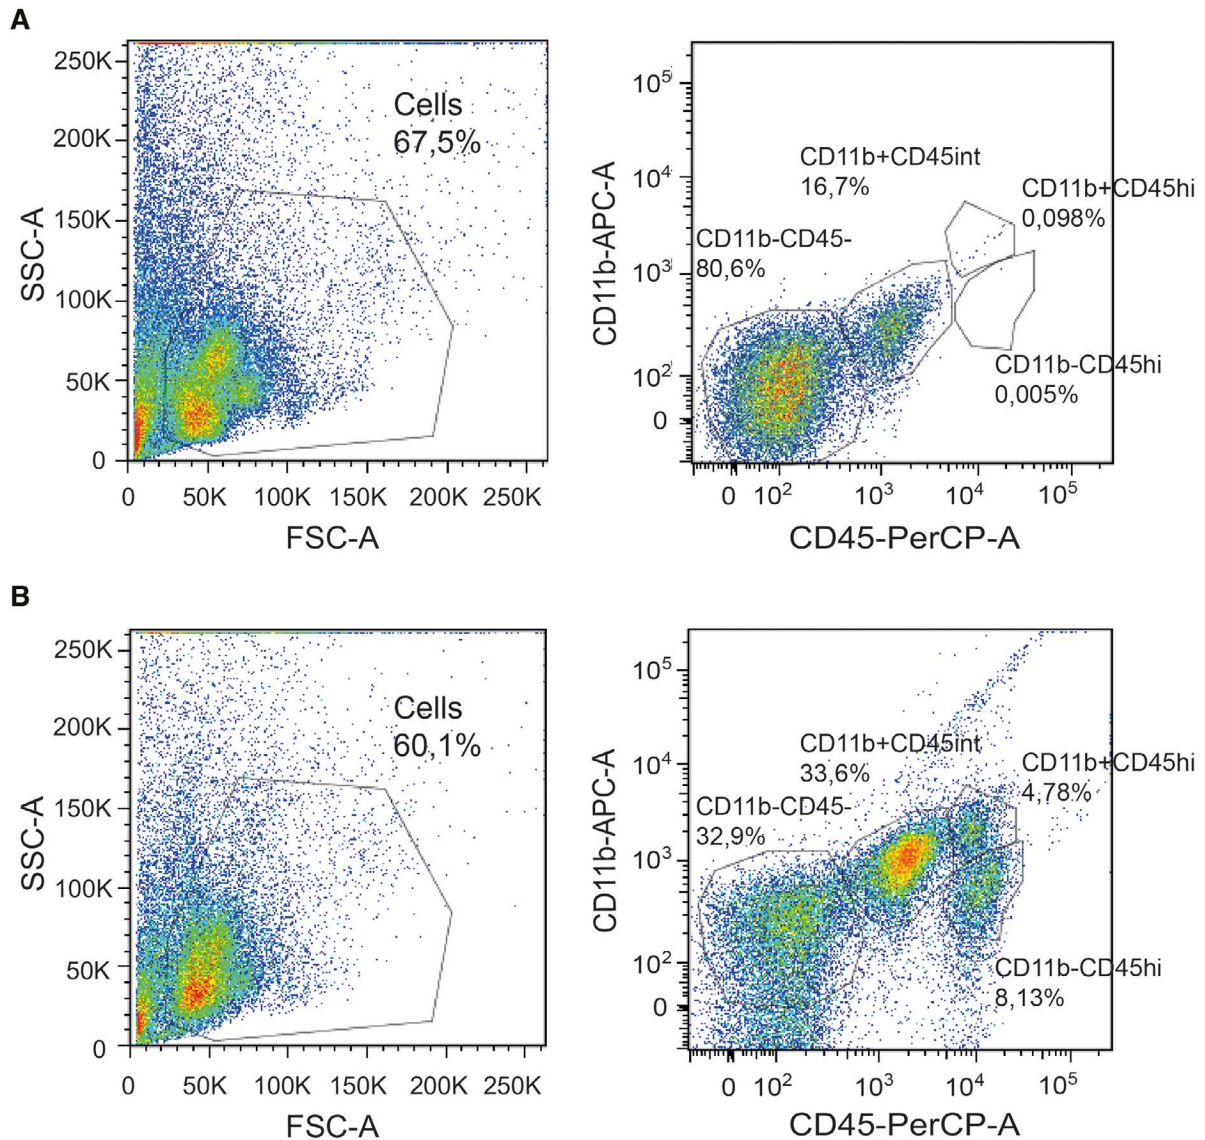 A
250K
200K
150K
100K
50K
0
SSC-A
Cells
67,5%
0 50K 100K 150K 200K 250K
FSC-A
10^5
10^4
10^3
10^2
0
CD11b-APC-A
CD11b+CD45int
16,7%
CD11b+CD45hi
0,098%
CD11b-CD45-
80,6%
CD11b-CD45hi
0,005%
0 10^2 10^3 10^4 10^5
CD45-PerCP-A
B
250K
200K
150K
100K
50K
0
SSC-A
Cells
60,1%
0 50K 100K 150K 200K 250K
FSC-A
10^5
10^4
10^3
10^2
0
CD11b-APC-A
CD11b+CD45int
33,6%
CD11b+CD45hi
4,78%
CD11b-CD45-
32,9%
CD11b-CD45hi
8,13%
0 10^2 10^3 10^4 10^5
CD45-PerCP-A